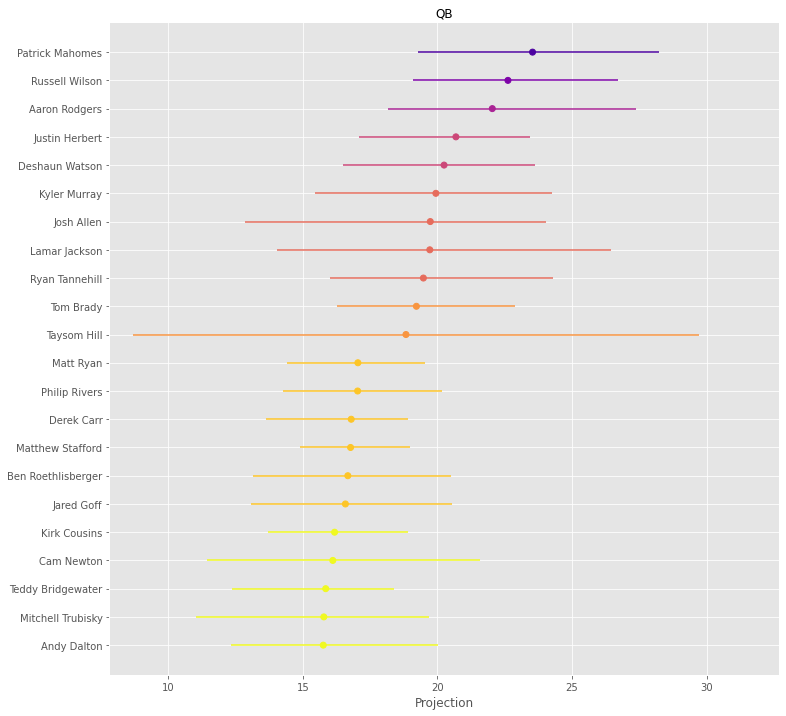 QB
Patrick Mahomes
Russell Wilson
Aaron Rodgers
Justin Herbert
Deshaun Watson
Kyler Murray
Josh Allen
Lamar Jackson
Ryan Tannehill
Tom Brady
Taysom Hill
Matt Ryan
Philip Rivers
Derek Carr
Matthew Stafford
Ben Roethlisberger
Jared Goff
Kirk Cousins
Cam Newton
Teddy Bridgewater
Mitchell Trubisky
Andy Dalton
10 15 20 25 30
Projection